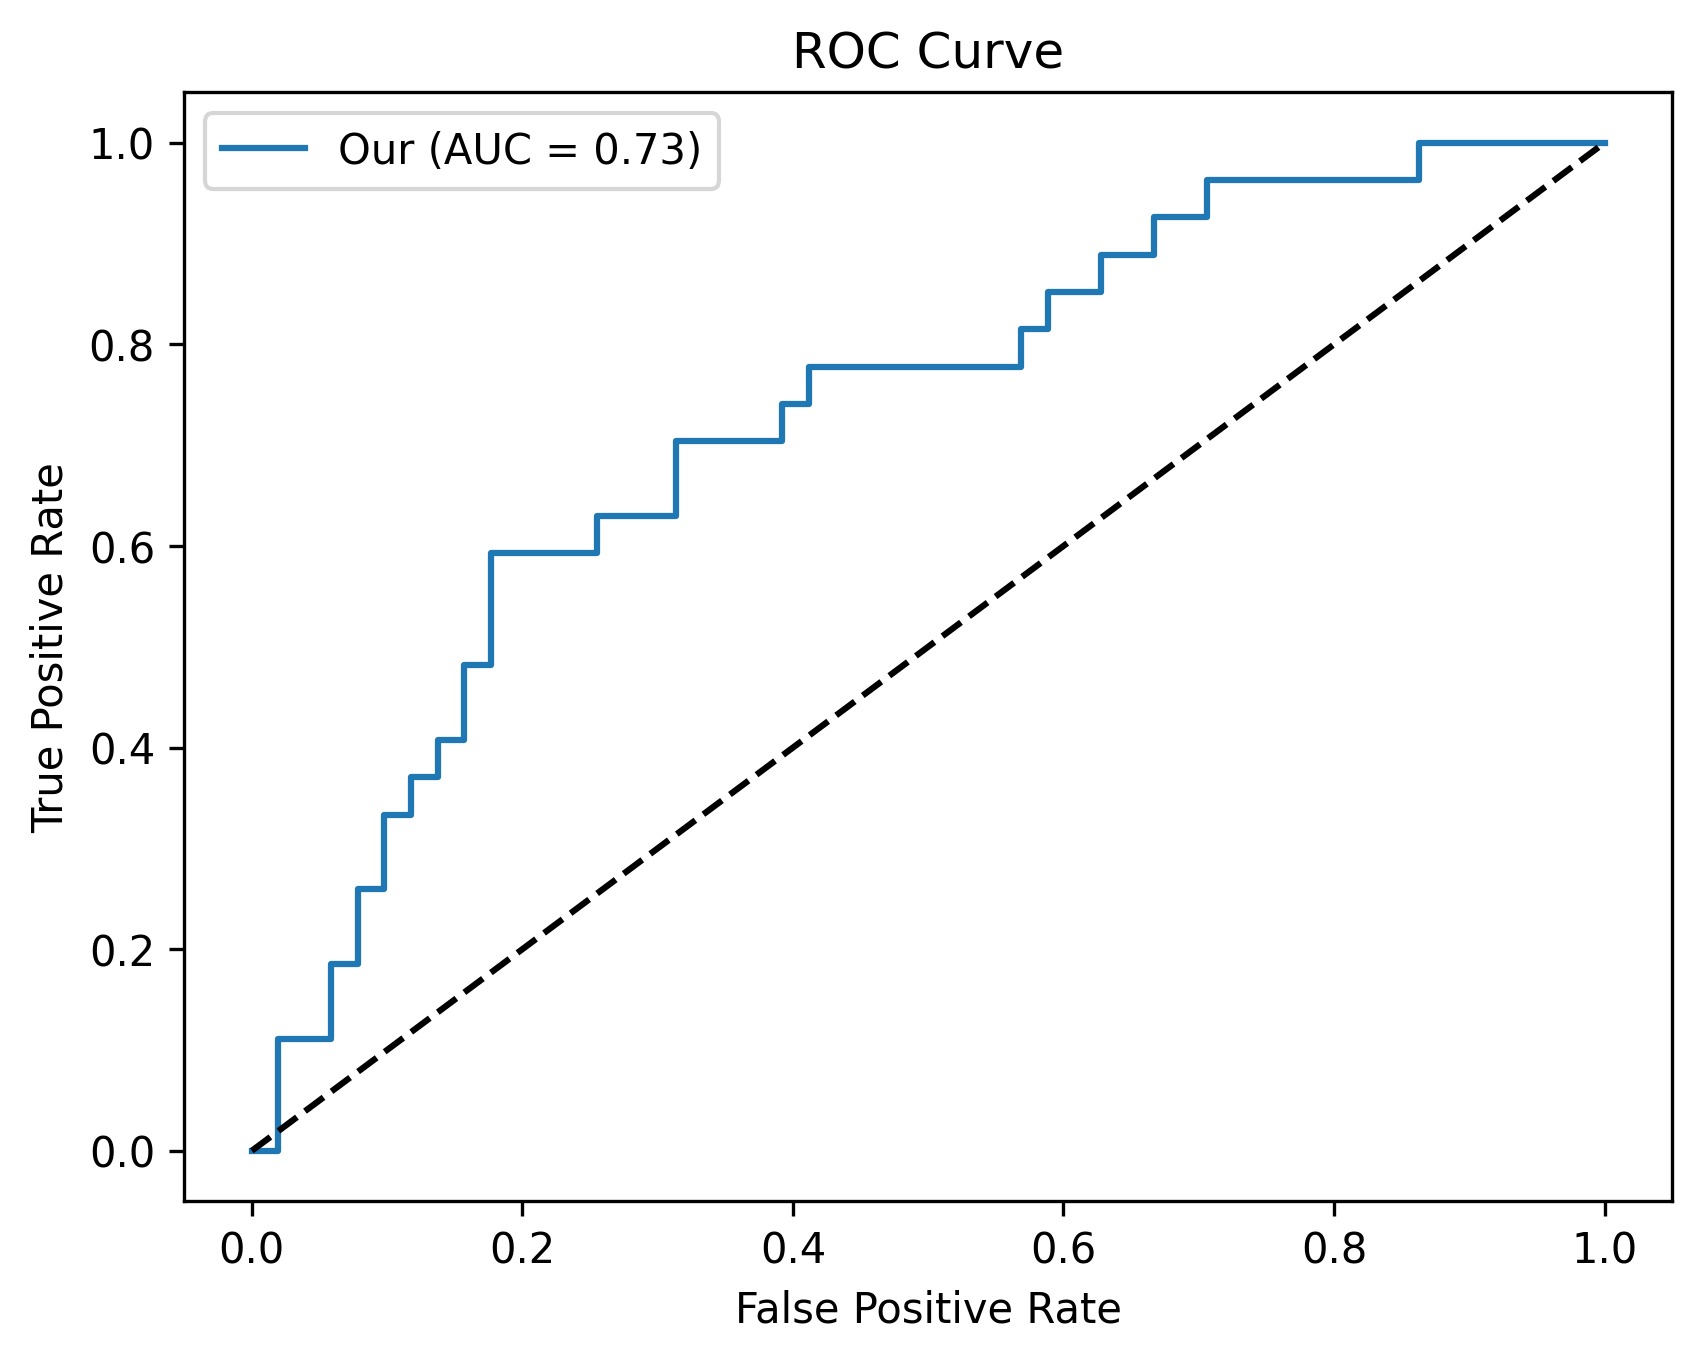 ROC Curve
Our (AUC = 0.73)
True Positive Rate
1.0
0.8
0.6
0.4
0.2
0.0
0.0 0.2 0.4 0.6 0.8 1.0
False Positive Rate